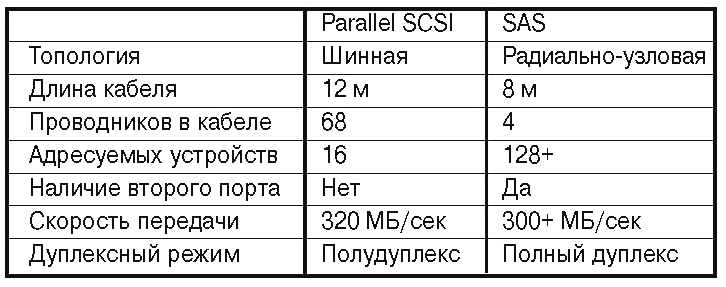 Parallel SCSI SAS
Топология Шинная Радиально-узловая
Длина кабеля 12 м 8 м
Проводников в кабеле 68 4
Адресуемых устройств 16 128+
Наличие второго порта Нет Да
Скорость передачи 320 МБ/сек 300+ МБ/сек
Дуплексный режим Полудуплекс Полный дуплекс